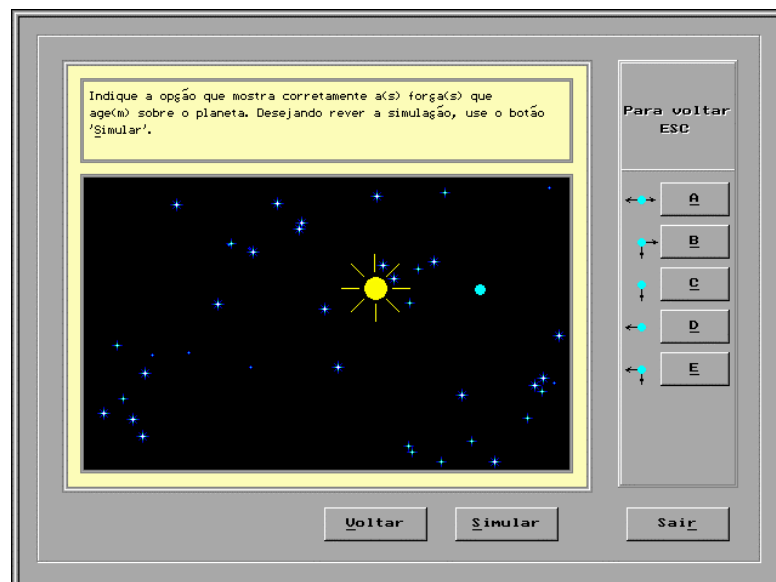 Indique a opção que mostra corretamente a(s) força(s) que
age(m) sobre o planeta. Desejando rever a simulação, use o botão
'Simular'.
Para voltar
ESC
A
B
C
D
E
Voltar
Simular
Sair